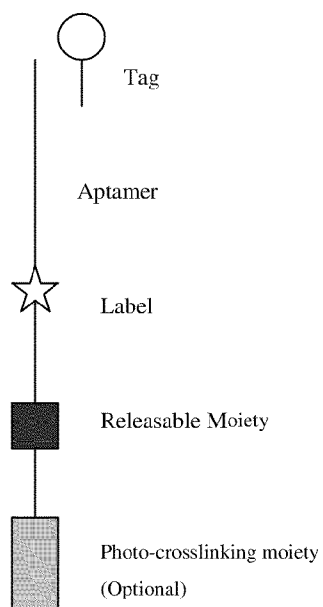 Tag
Aptamer
Label
Releasable Moiety
Photo-crosslinking moiety
(Optional)